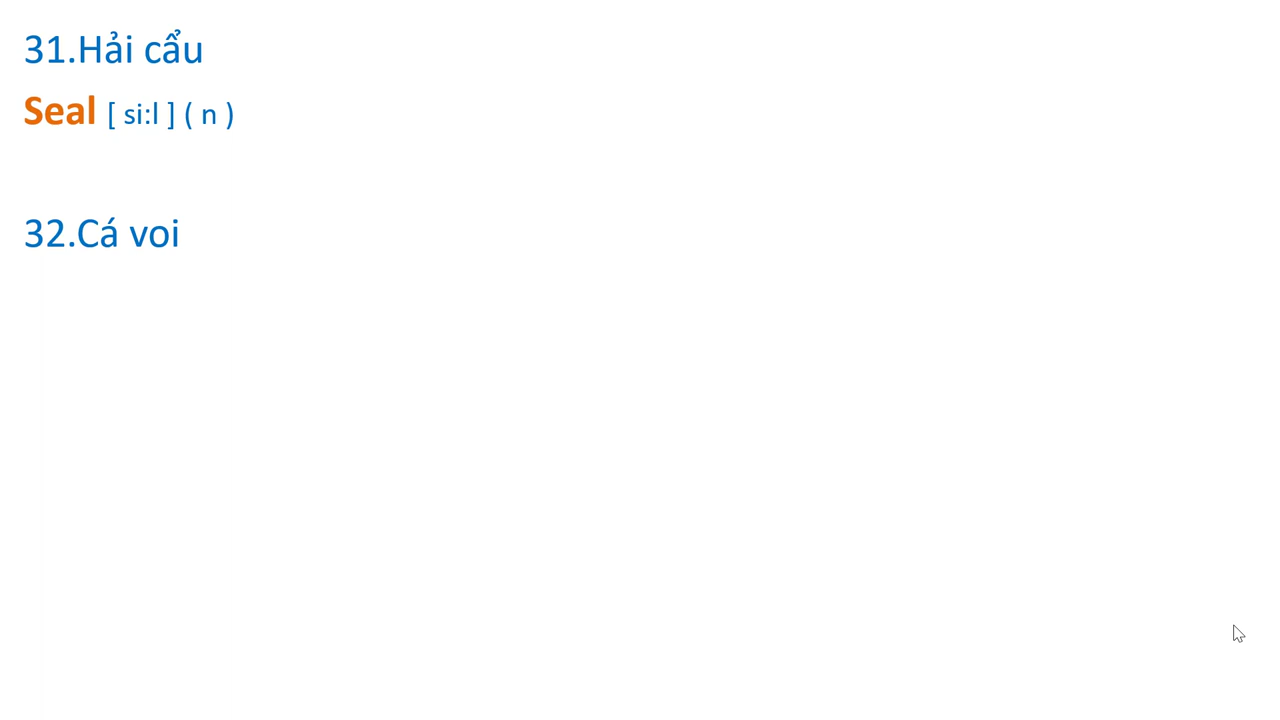 31.Hải cẩu
Seal [ si:l ] ( n )
32.Cá voi